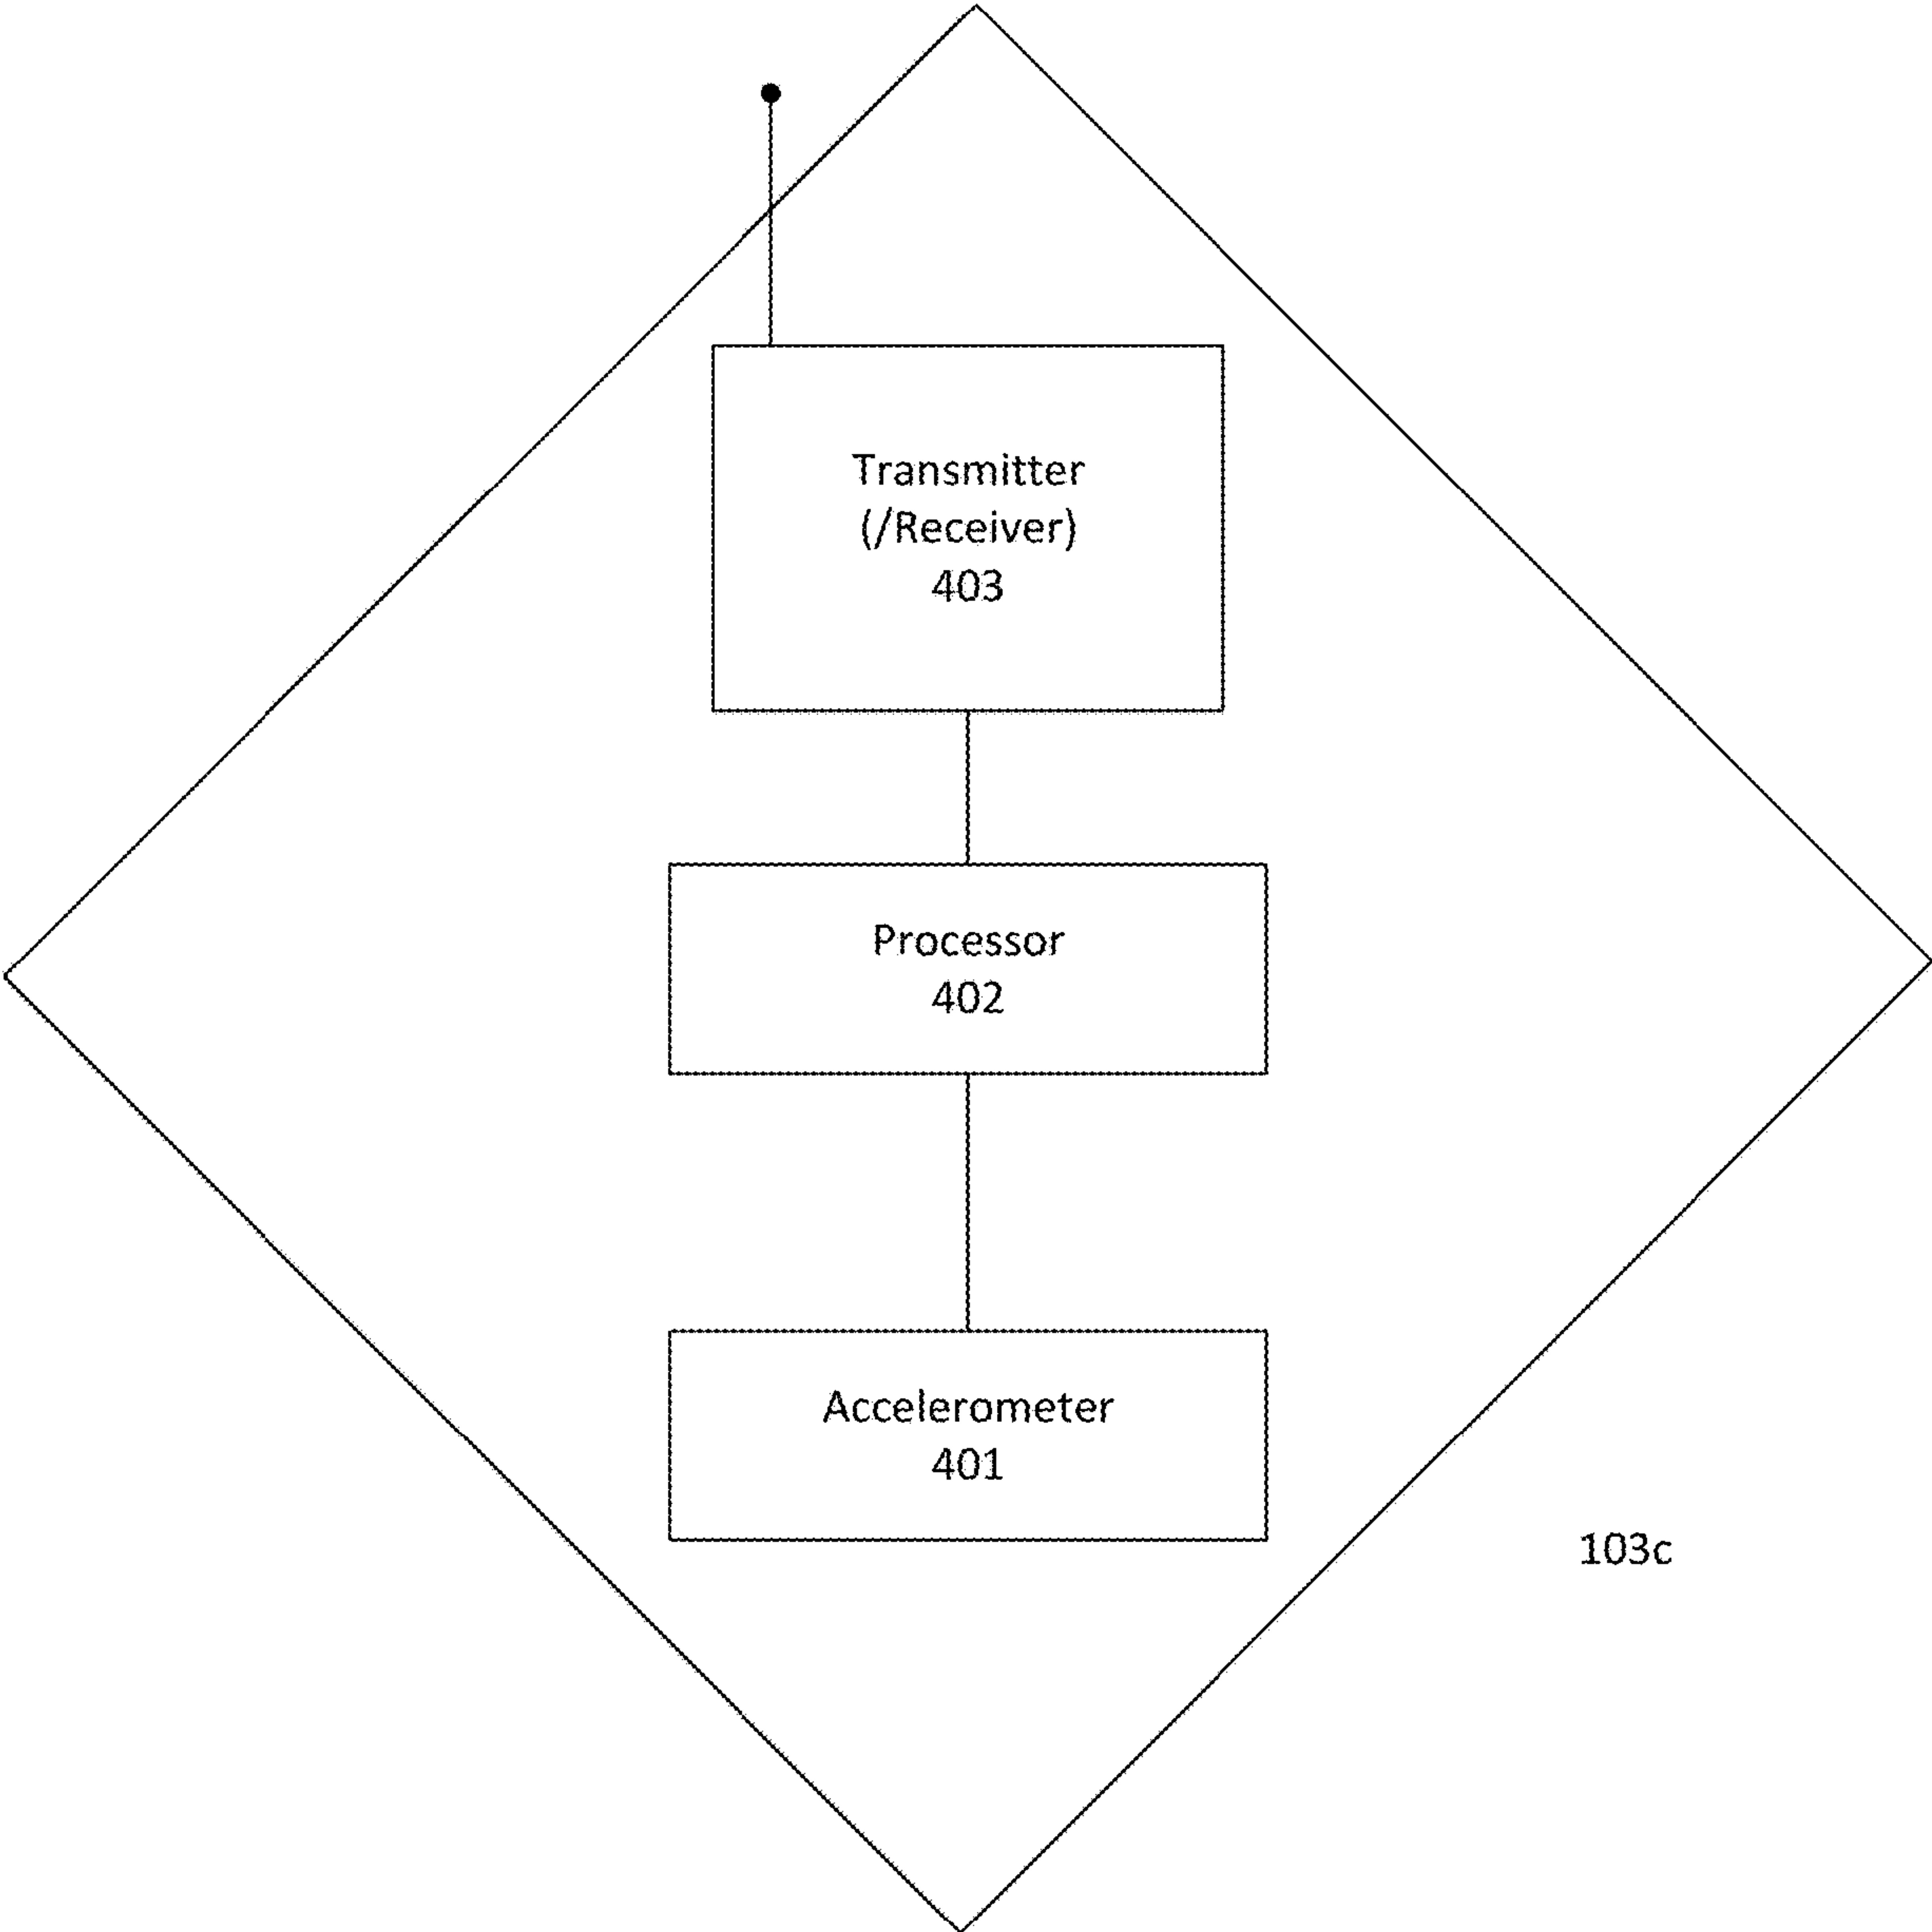 Transmitter
(/Receiver)
403
Processor
402
Accelerometer
401
103c